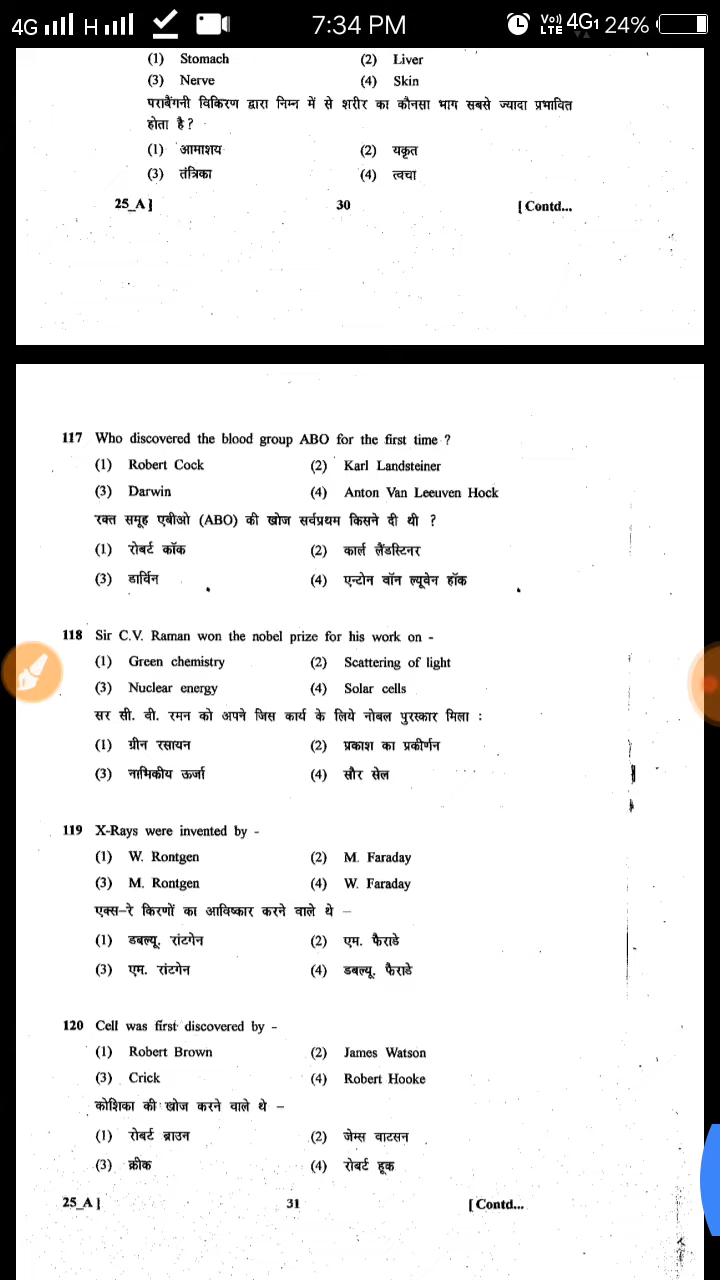 4G H 7:34 PM Vo) LTE 4G1 24%
(1) Stomach (2) Liver
(3) Nerve (4) Skin
पराबैंगनी विकिरण द्वारा निम्न में से शरीर का कौनसा भाग सबसे ज्यादा प्रभावित
होता है?
(1) आमाशय (2) यकृत
(3) तंत्रिका (4) त्वचा
25_A] 30 [ Contd...
117 Who discovered the blood group ABO for the first time ?
(1) Robert Cock (2) Karl Landsteiner
(3) Darwin (4) Anton Van Leeuven Hock
रक्त समूह एबीओ (ABO) की खोज सर्वप्रथम किसने दी थी ?
(1) रोबर्ट कॉक (2) कार्ल लैंडस्टिनर
(3) डार्विन (4) एन्टोन वॉन ल्यूवेन हॉक
118 Sir C.V. Raman won the nobel prize for his work on -
(1) Green chemistry (2) Scattering of light
(3) Nuclear energy (4) Solar cells
सर सी. वी. रमन को अपने जिस कार्य के लिये नोबल पुरस्कार मिला :
(1) ग्रीन रसायन (2) प्रकाश का प्रकीर्णन
(3) नाभिकीय ऊर्जा (4) सौर सेल
119 X-Rays were invented by -
(1) W. Rontgen (2) M. Faraday
(3) M. Rontgen (4) W. Faraday
एक्स-रे किरणों का आविष्कार करने वाले थे –
(1) डबल्यू. रांटगेन (2) एम. फैराडे
(3) एम. रांटगेन (4) डबल्यू. फैराडे
120 Cell was first discovered by -
(1) Robert Brown (2) James Watson
(3) Crick (4) Robert Hooke
कोशिका की खोज करने वाले थे –
(1) रोबर्ट ब्राउन (2) जेम्स वाटसन
(3) क्रीक (4) रोबर्ट हूक
25_A] 31 [ Contd...